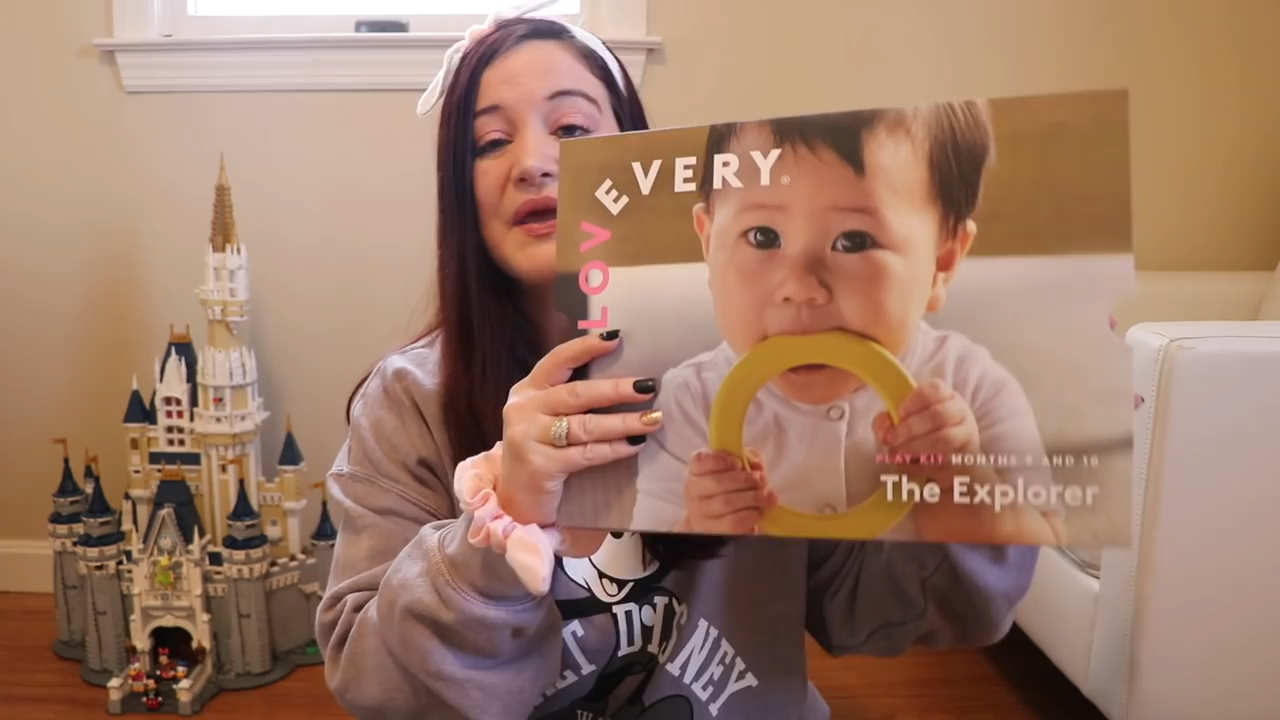 LOVEVERY®
PLAY KIT MONTHS 9 AND 10
The Explorer
WALT DISNEY
W